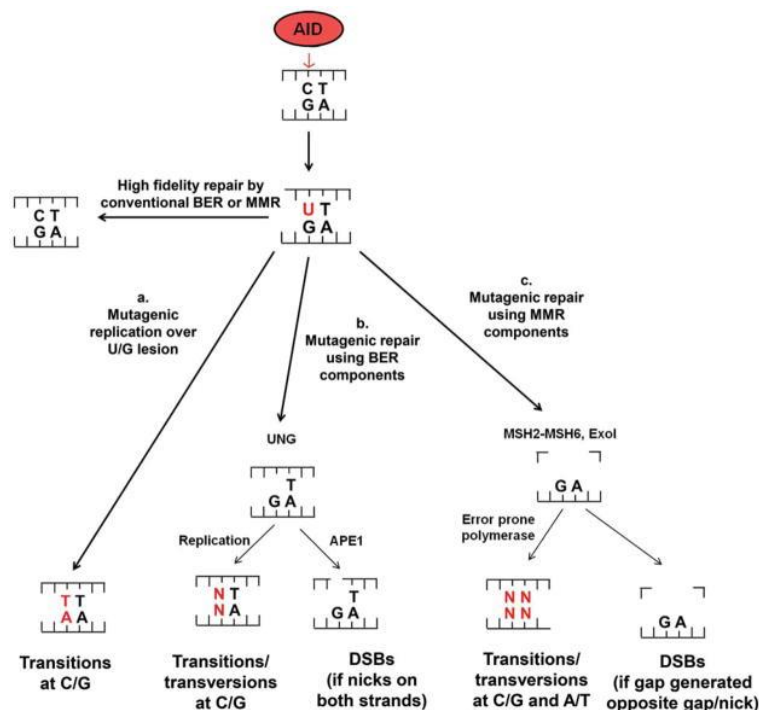 AID
C T
G A
High fidelity repair by
conventional BER or MMR
C T
G A
U T
G A
a.
Mutagenic
replication over
U/G lesion
b.
Mutagenic repair
using BER
components
c.
Mutagenic repair
using MMR
components
UNG
T
G A
MSH2-MSH6, ExoI
G A
Replication
APE1
Error prone
polymerase
T T
A A
N T
N A
T
G A
N N
N N
G A
Transitions
at C/G
Transitions/
transversions
at C/G
DSBs
(if nicks on
both strands)
Transitions/
transversions
at C/G and A/T
DSBs
(if gap generated
opposite gap/nick)